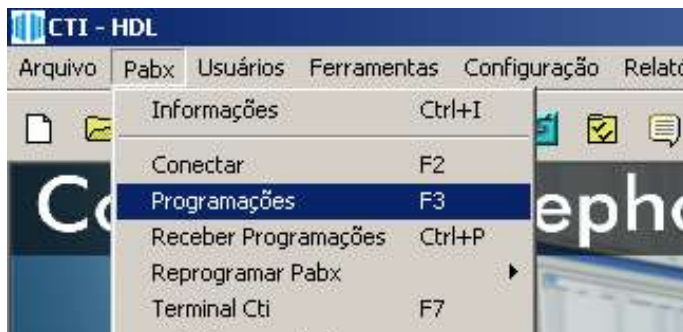 CTI - HDL
Arquivo Pabx Usuários Ferramentas Configuração
Informações Ctrl+I
Conectar F2
Programações F3
Receber Programações Ctrl+P
Reprogramar Pabx
Terminal Cti F7